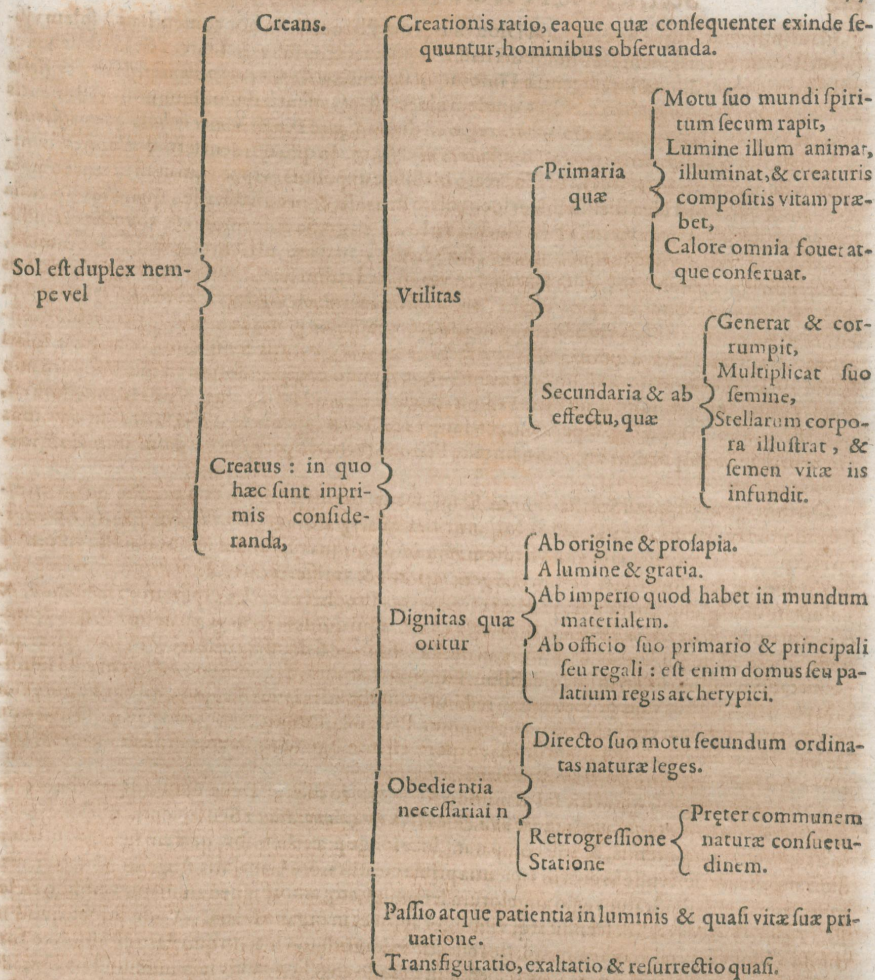 Creans.
Creationis ratio, eaque quæ conſequenter exinde ſe-
quuntur, hominibus obſeruanda.
Sol eſt duplex nem-
pe vel
Vtilitas
Primaria
quæ
Motu ſuo mundi ſpiri-
tum ſecum rapit,
Lumine illum animat,
illuminat, & creaturis
compoſitis vitam præ-
bet,
Calore omnia fouet at-
que conſeruat.
Secundaria & ab
effectu, quæ
Generat & cor-
rumpit,
Multiplicat ſuo
ſemine,
Stellarum corpo-
ra illuſtrat, &
ſemen vitæ iis
infundit.
Creatus : in quo
hæc ſunt inpri-
mis conſide-
randa,
Dignitas quæ
oritur
Ab origine & proſapia.
A lumine & gratia.
Ab imperio quod habet in mundum
materialem.
Ab officio ſuo primario & principali
ſeu regali : eſt enim domus ſeu pa-
latium regis archetypici.
Obedientia
neceſſariai n
Directo ſuo motu ſecundum ordina-
tas naturæ leges.
Retrogreſſione
Statione
Pręter communem
naturæ conſuetu-
dinem.
Paſſio atque patientia in luminis & quaſi vitæ ſuæ pri-
uatione.
Transfiguratio, exaltatio & reſurrectio quaſi.